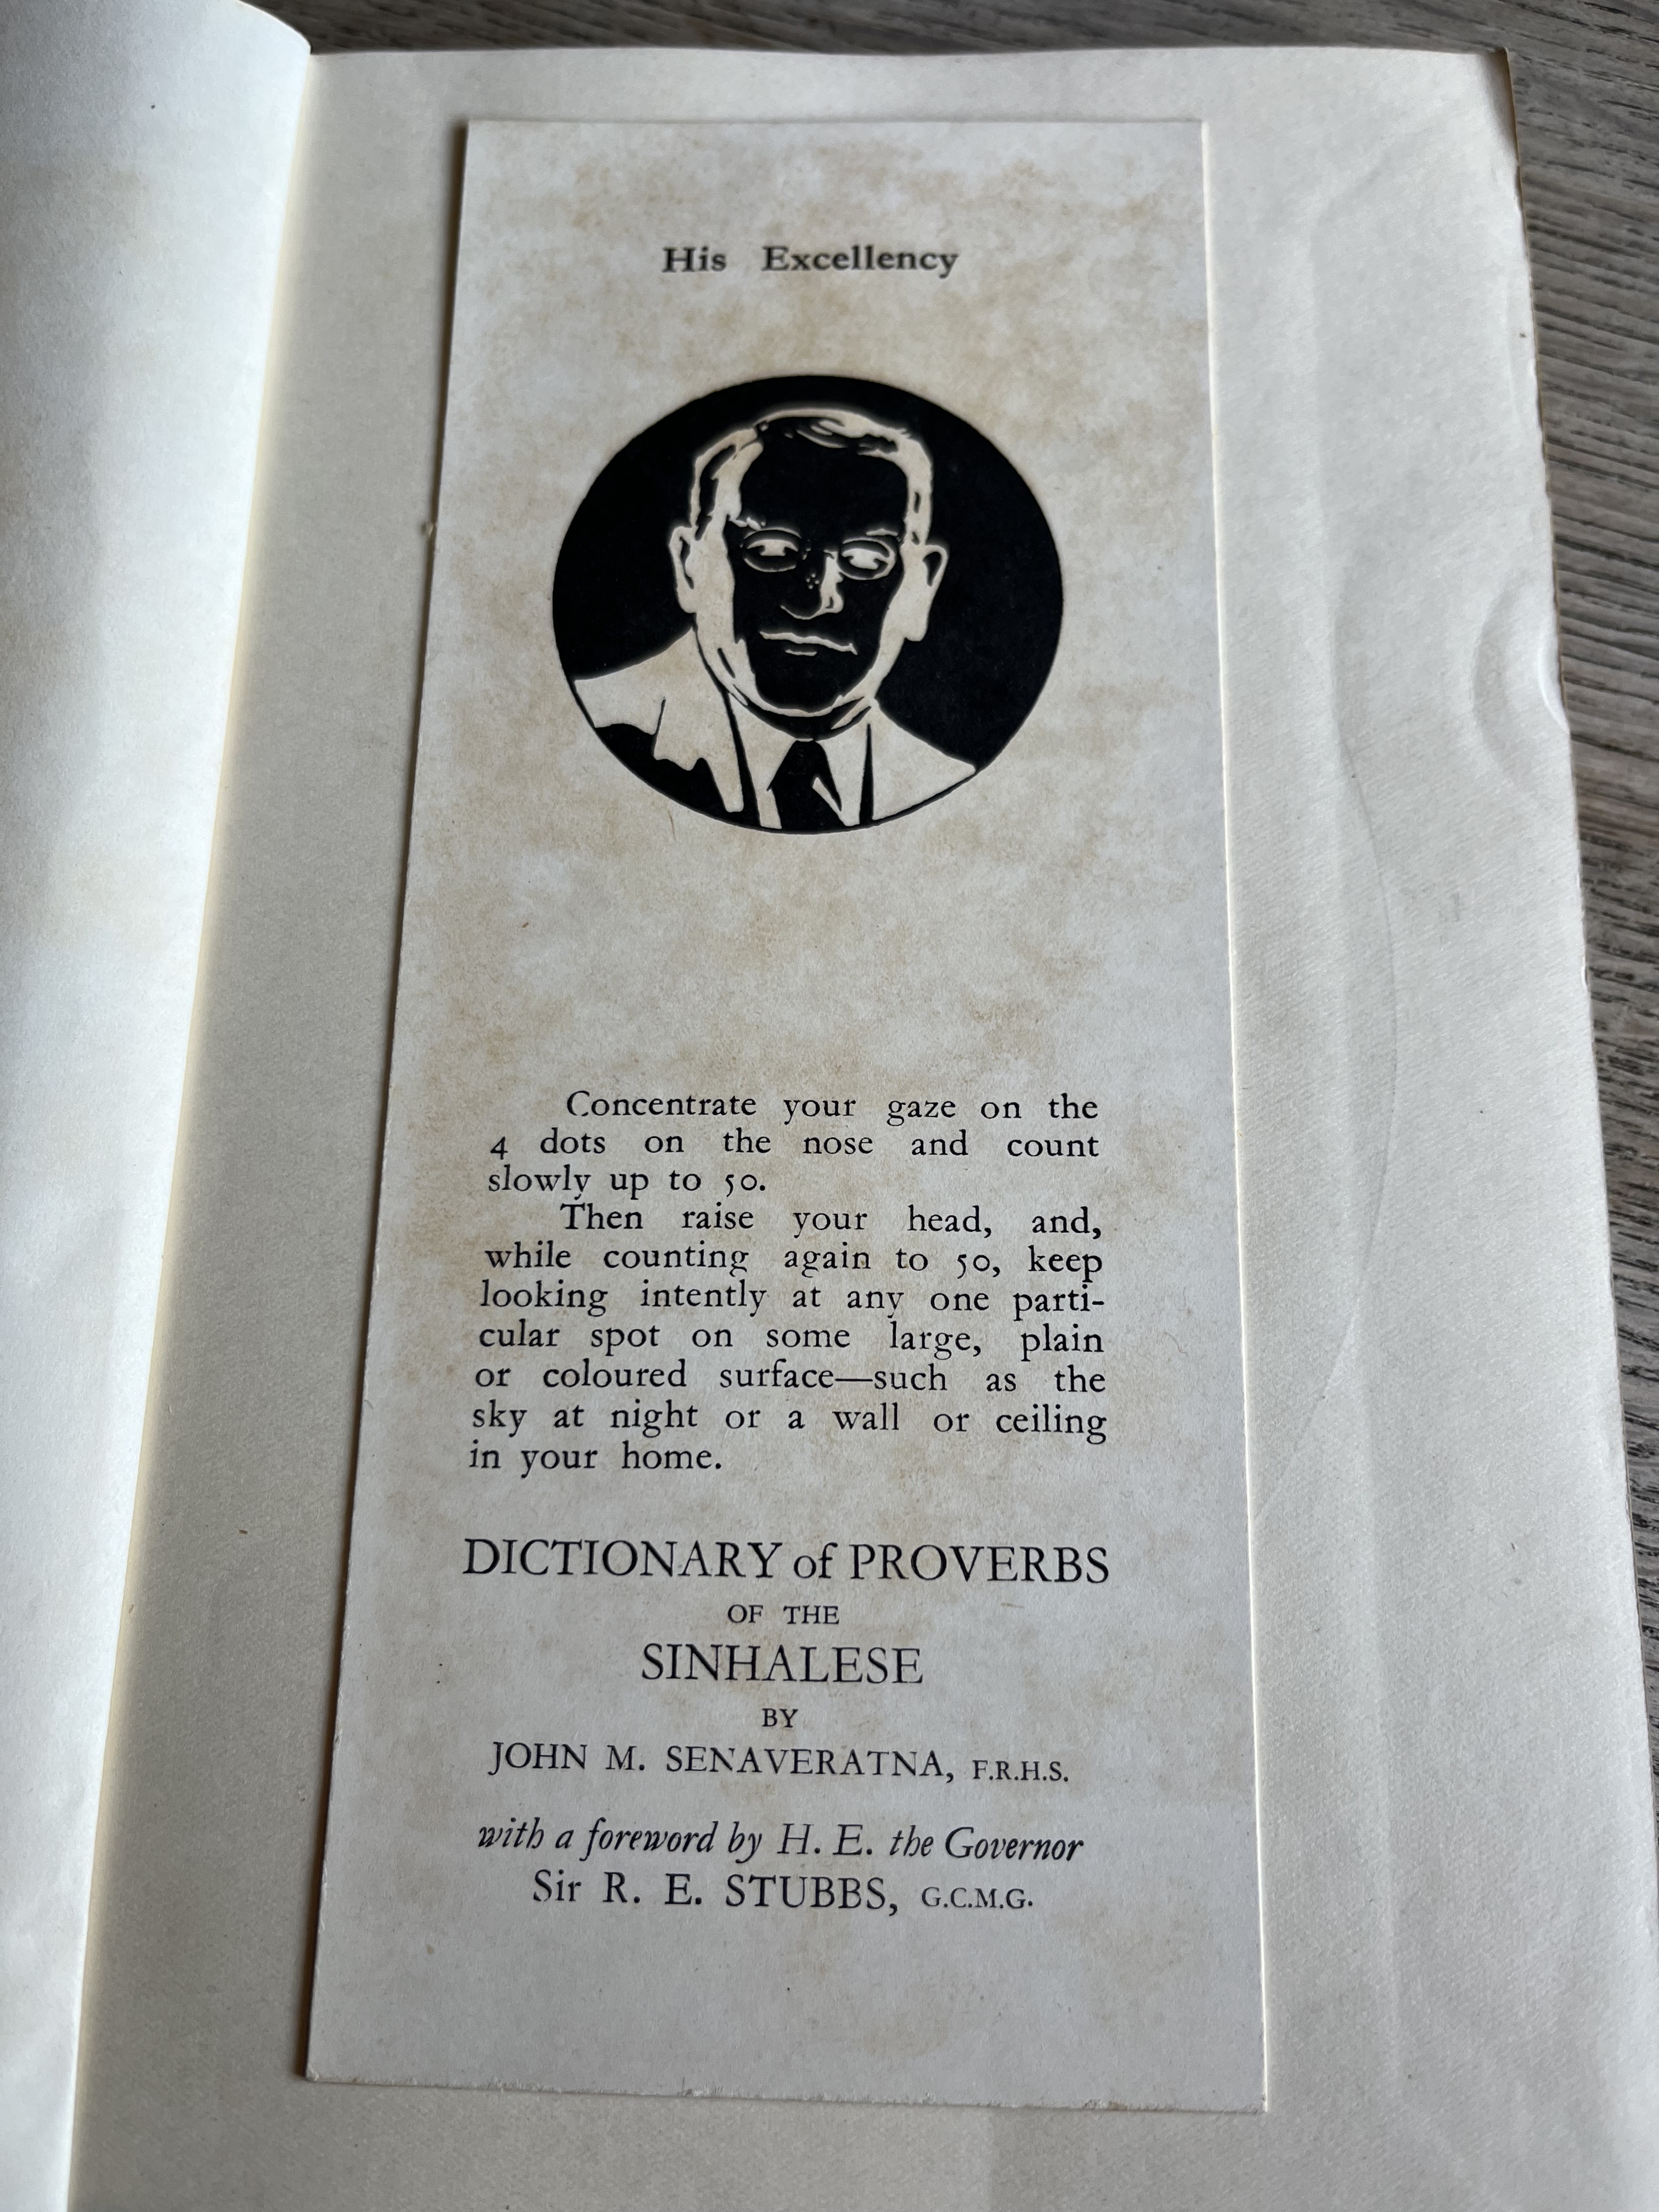 His Excellency
Concentrate your gaze on the
4 dots on the nose and count
slowly up to 50.
Then raise your head, and,
while counting again to 50, keep
looking intently at any one parti-
cular spot on some large, plain
or coloured surface—such as the
sky at night or a wall or ceiling
in your home.
DICTIONARY of PROVERBS
OF THE
SINHALESE
BY
JOHN M. SENAVERATNA, F.R.H.S.
with a foreword by H. E. the Governor
Sir R. E. STUBBS, G.C.M.G.